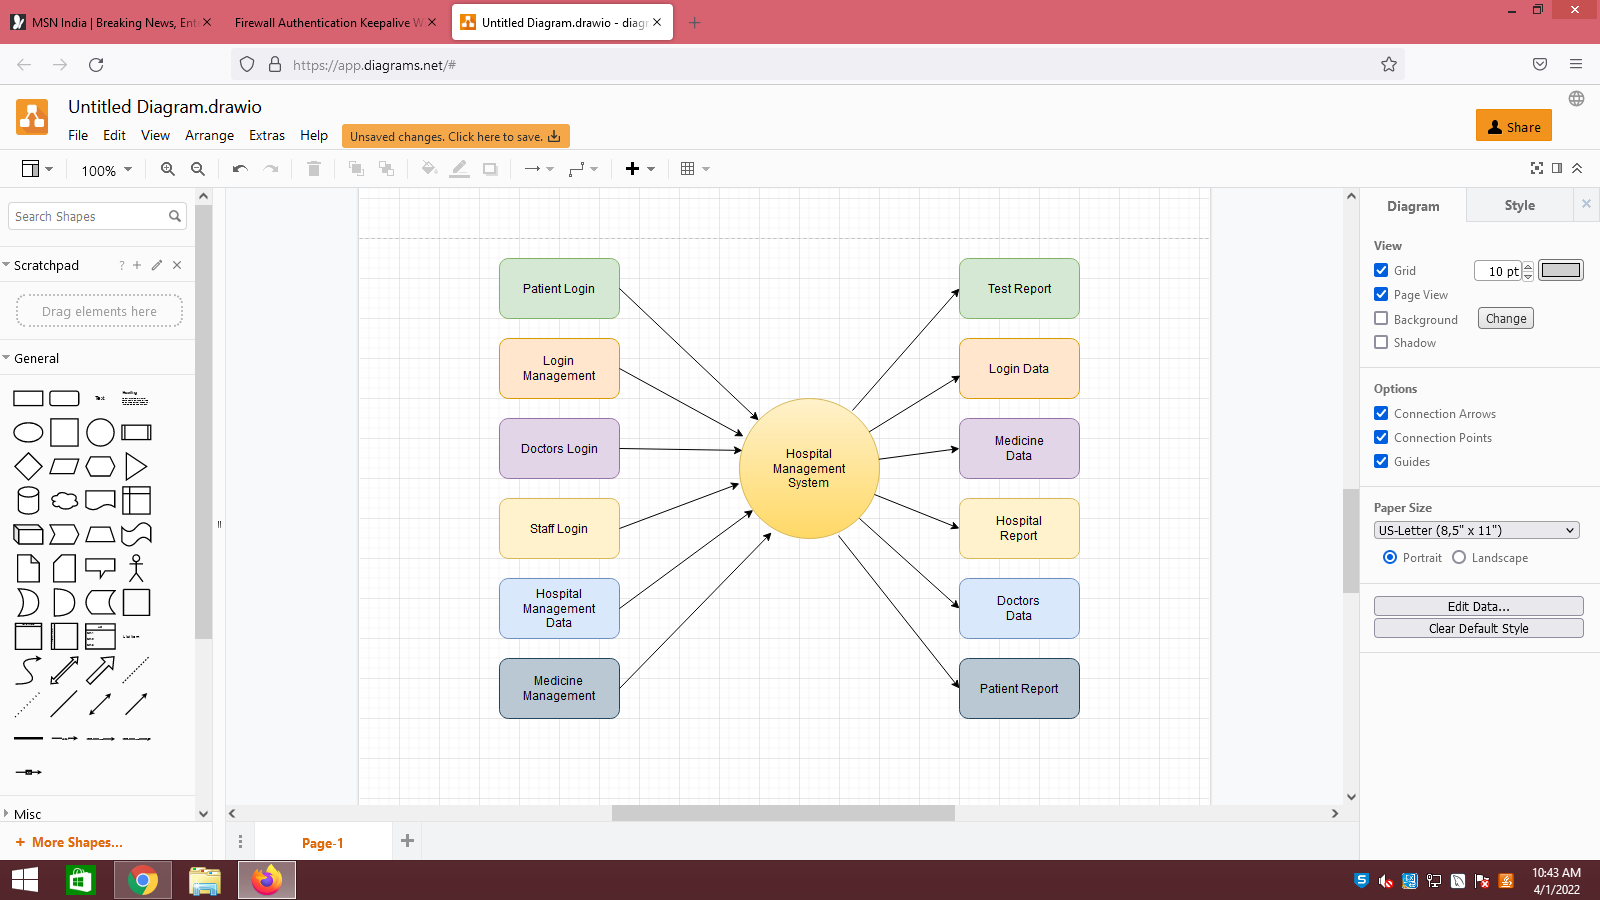 MSN India | Breaking News, Ent
Firewall Authentication Keepalive W
Untitled Diagram.drawio - diag
https://app.diagrams.net/#
Untitled Diagram.drawio
File Edit View Arrange Extras Help
Unsaved changes. Click here to save.
Share
100%
Search Shapes
Scratchpad
?
Drag elements here
General
Text
Heading
List Item
Misc
+ More Shapes...
Patient Login
Login
Management
Doctors Login
Staff Login
Hospital
Management
Data
Medicine
Management
Hospital
Management
System
Test Report
Login Data
Medicine
Data
Hospital
Report
Doctors
Data
Patient Report
Page-1
Diagram
Style
View
Grid
10 pt
Page View
Background
Change
Shadow
Options
Connection Arrows
Connection Points
Guides
Paper Size
US-Letter (8,5" x 11")
Portrait
Landscape
Edit Data...
Clear Default Style
10:43 AM
4/1/2022